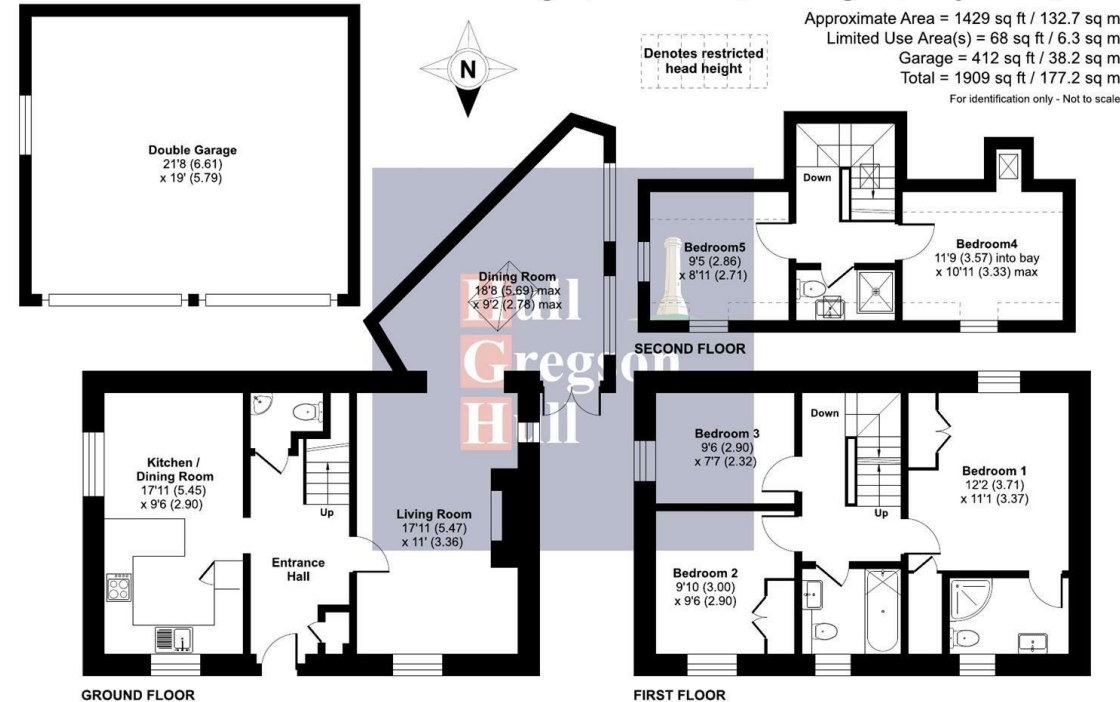 Approximate Area = 1429 sq ft / 132.7 sq m
Limited Use Area(s) = 68 sq ft / 6.3 sq m
Garage = 412 sq ft / 38.2 sq m
Total = 1909 sq ft / 177.2 sq m
For identification only - Not to scale
Denotes restricted
head height
N
Double Garage
21'8 (6.61)
x 19' (5.79)
Dining Room
18'8 (5.69) max
x 9'2 (2.78) max
Hull
Gregson
Hull
Down
Bedroom5
9'5 (2.86)
x 8'11 (2.71)
Bedroom4
11'9 (3.57) into bay
x 10'11 (3.33) max
SECOND FLOOR
Kitchen /
Dining Room
17'11 (5.45)
x 9'6 (2.90)
Up
Entrance
Hall
Living Room
17'11 (5.47)
x 11' (3.36)
GROUND FLOOR
Bedroom 3
9'6 (2.90)
x 7'7 (2.32)
Down
Up
Bedroom 1
12'2 (3.71)
x 11'1 (3.37)
Bedroom 2
9'10 (3.00)
x 9'6 (2.90)
FIRST FLOOR